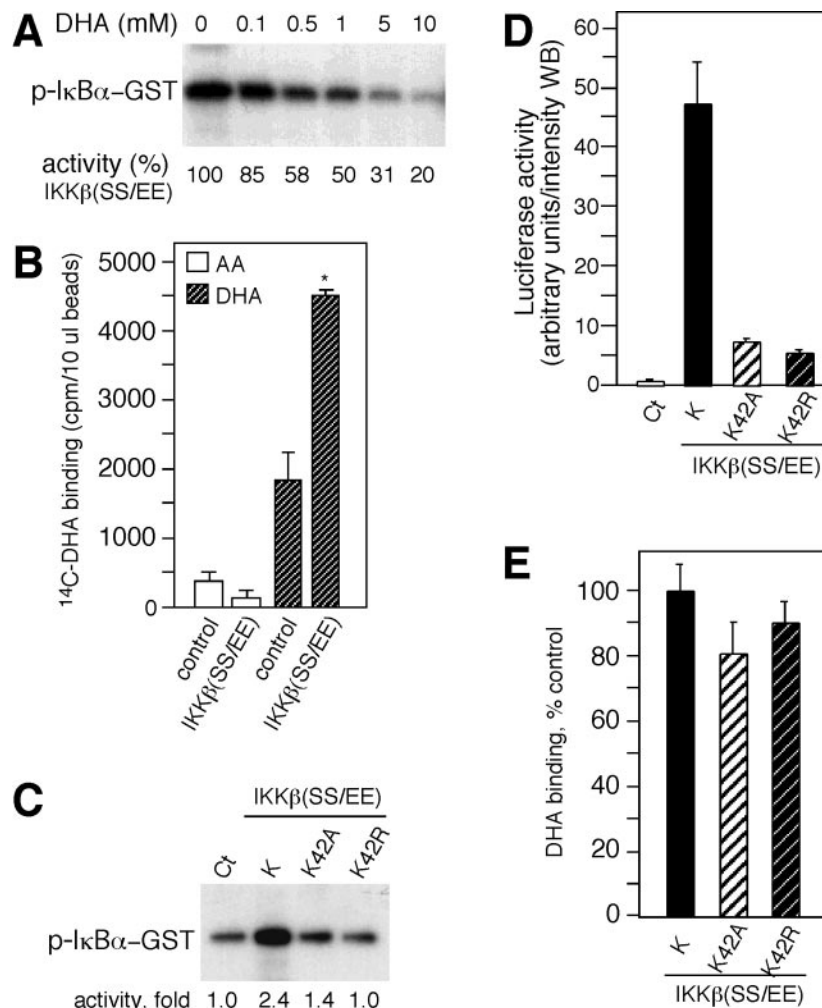 A
DHA (mM) 0 0.1 0.5 1 5 10
p-IκBα–GST
activity (%) 100 85 58 50 31 20
IKKβ(SS/EE)
B
¹⁴C-DHA binding (cpm/10 ul beads)
5000
4000
4000
3000
2000
1000
0
AA
DHA
*
control
IKKβ(SS/EE)
control
IKKβ(SS/EE)
C
IKKβ(SS/EE)
Ct K K42A K42R
p-IκBα–GST
activity, fold 1.0 2.4 1.4 1.0
D
Luciferase activity
(arbitrary units/intensity WB)
60
50
40
30
20
10
0
Ct K K42A K42R
IKKβ(SS/EE)
E
DHA binding, % control
100
80
60
40
20
0
K K42A K42R
IKKβ(SS/EE)